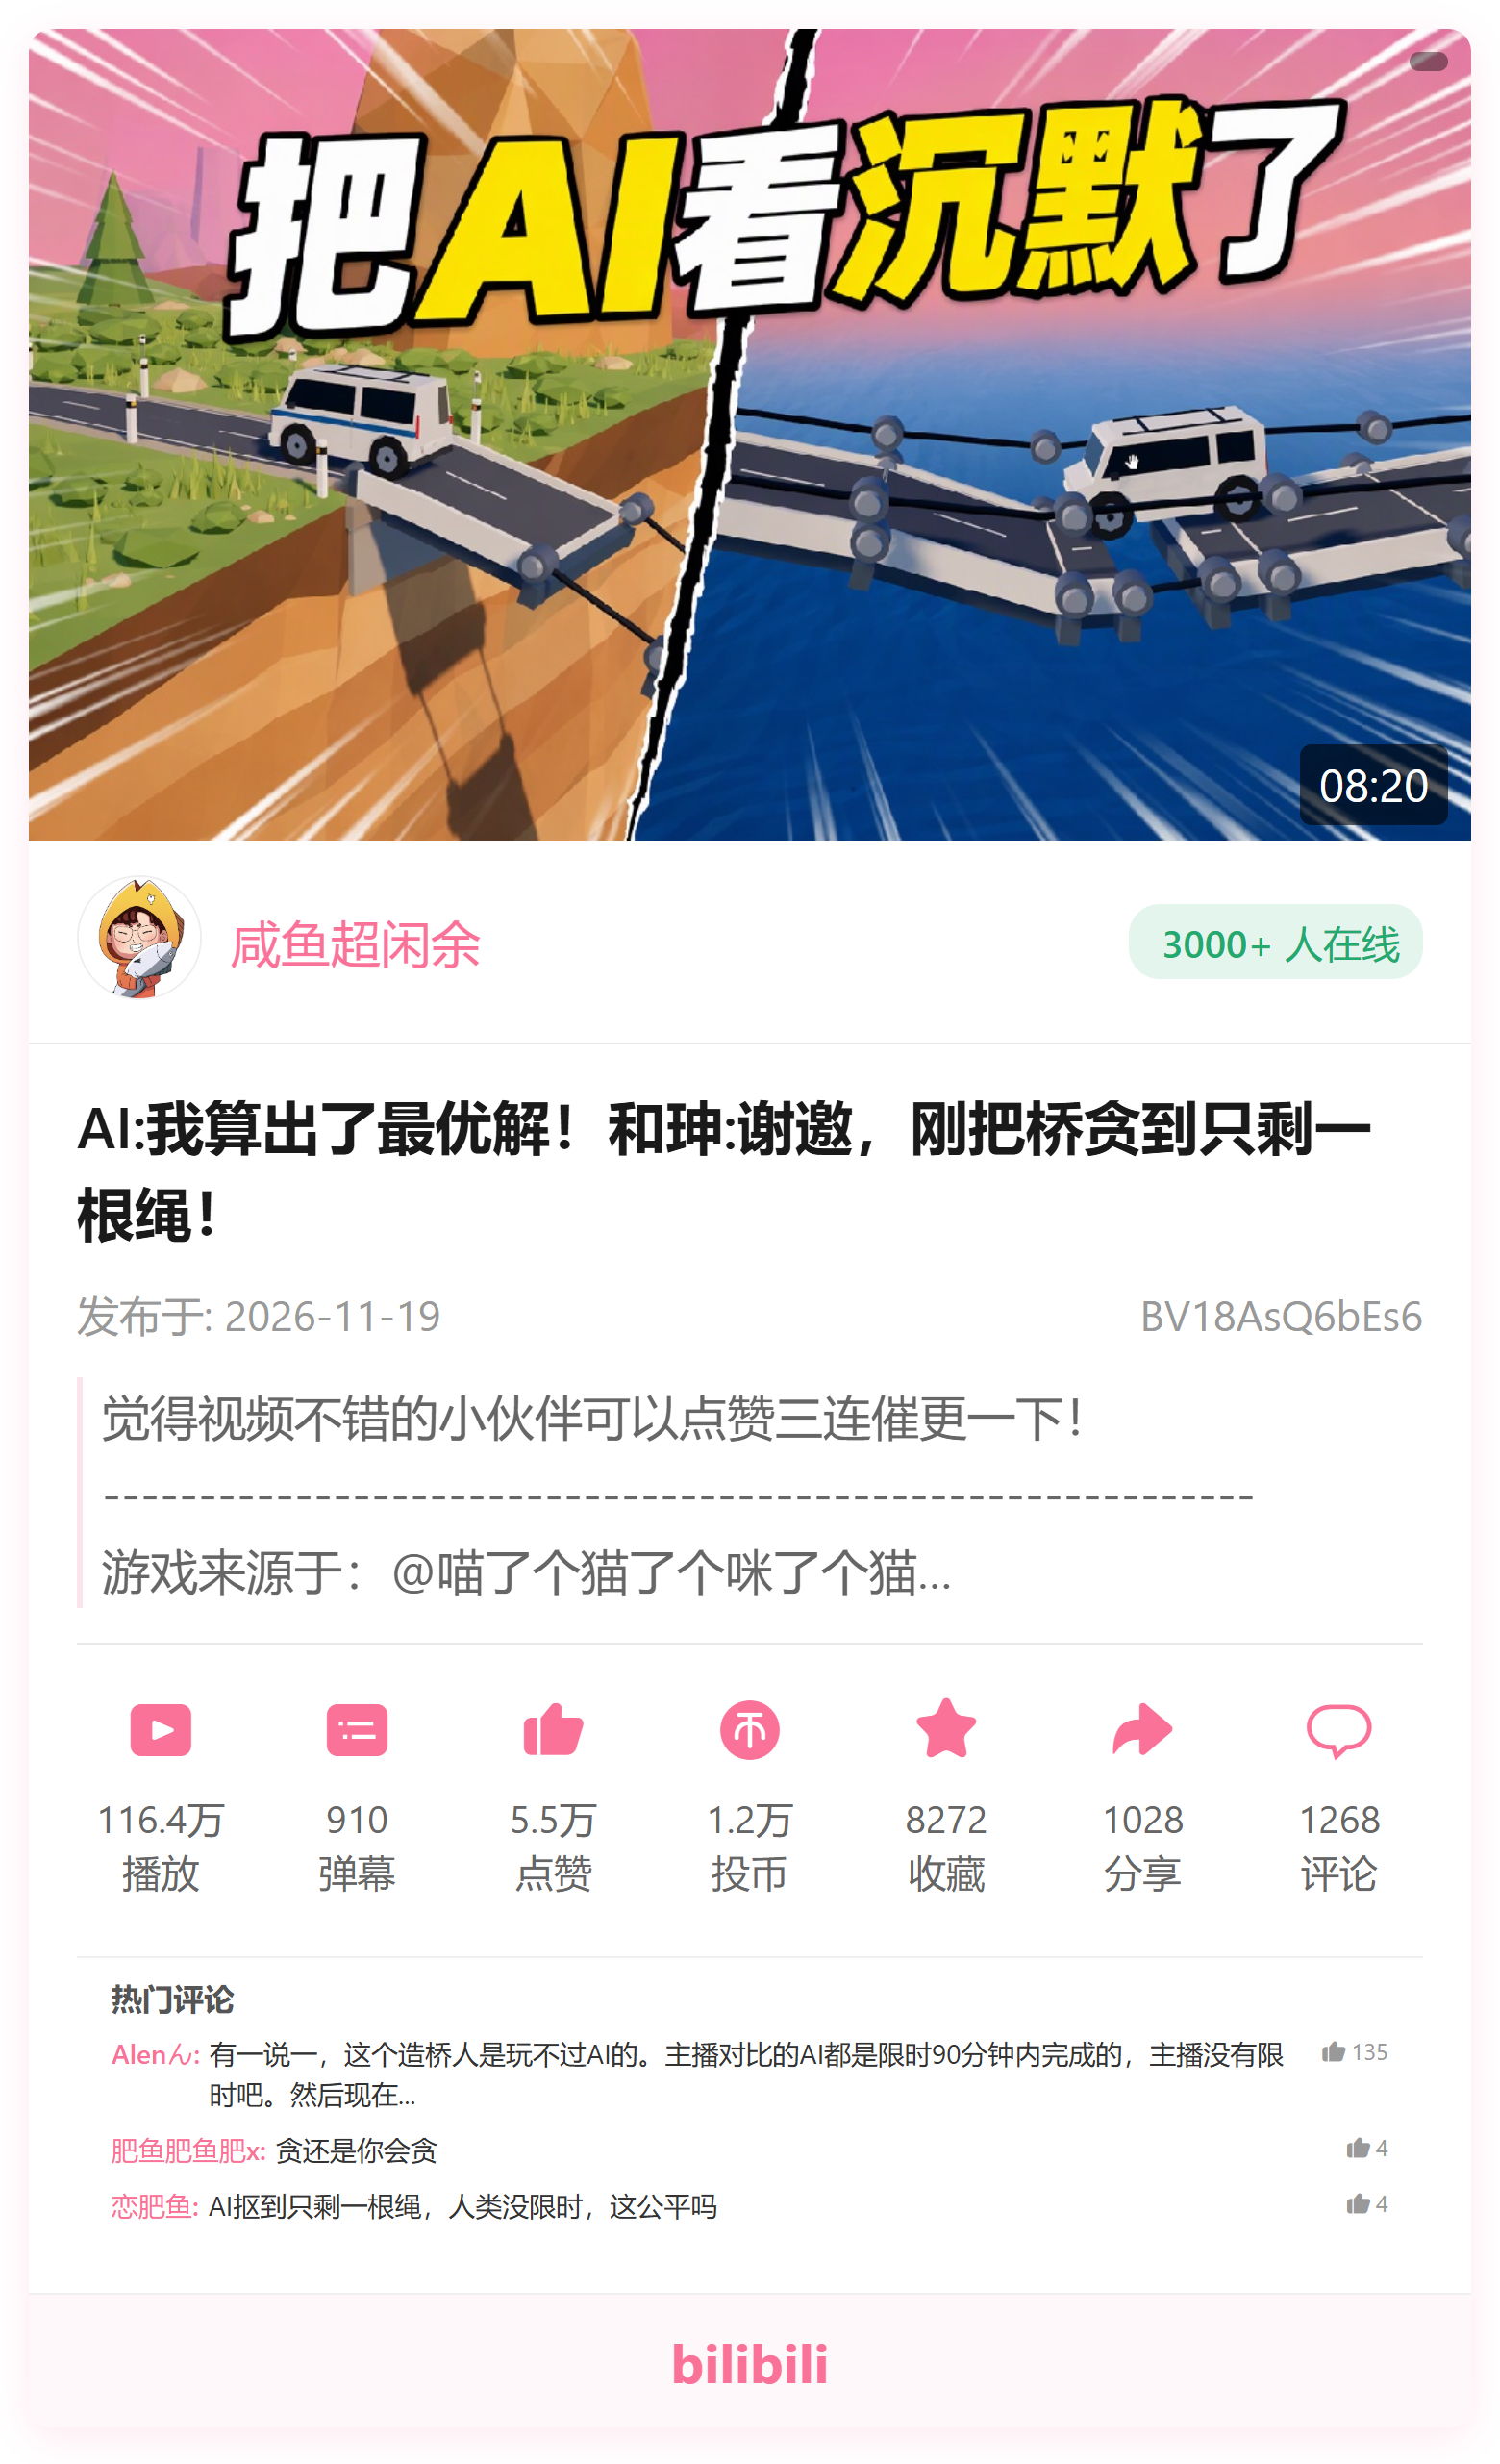 把AI看沉默了
08:20
咸鱼超闲余
3000+ 人在线
AI:我算出了最优解！和珅:谢邀，刚把桥贪到只剩一
根绳！
发布于: 2026-11-19
BV18AsQ6bEs6
觉得视频不错的小伙伴可以点赞三连催更一下！
------------------------------------------------------------
游戏来源于：@喵了个猫了个咪了个猫...
116.4万 910 5.5万 1.2万 8272 1028 1268
播放 弹幕 点赞 投币 收藏 分享 评论
热门评论
Alenん: 有一说一，这个造桥人是玩不过AI的。主播对比的AI都是限时90分钟内完成的，主播没有限 135
时吧。然后现在...
肥鱼肥鱼肥x: 贪还是你会贪 4
恋肥鱼: AI抠到只剩一根绳，人类没限时，这公平吗 4
bilibili